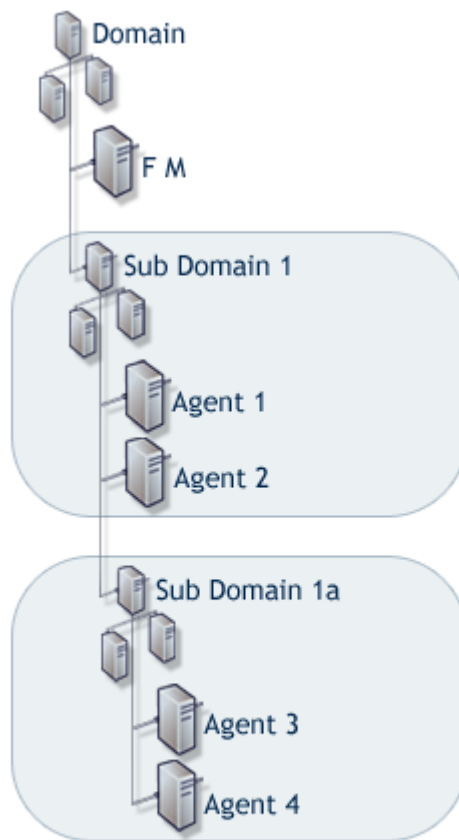 Domain
F M
Sub Domain 1
Agent 1
Agent 2
Sub Domain 1a
Agent 3
Agent 4